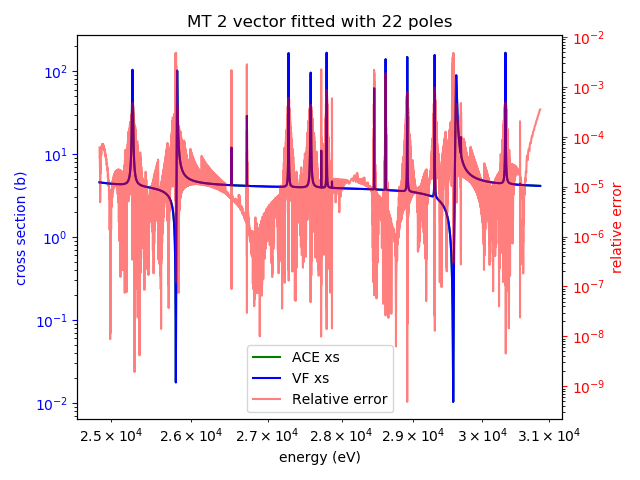 MT 2 vector fitted with 22 poles
cross section (b)
10²
10¹
10⁰
10⁻¹
10⁻²
relative error
10⁻²
10⁻³
10⁻⁴
10⁻⁵
10⁻⁶
10⁻⁷
10⁻⁸
10⁻⁹
ACE xs
VF xs
Relative error
2.5 × 10⁴ 2.6 × 10⁴ 2.7 × 10⁴ 2.8 × 10⁴ 2.9 × 10⁴ 3 × 10⁴ 3.1 × 10⁴
energy (eV)